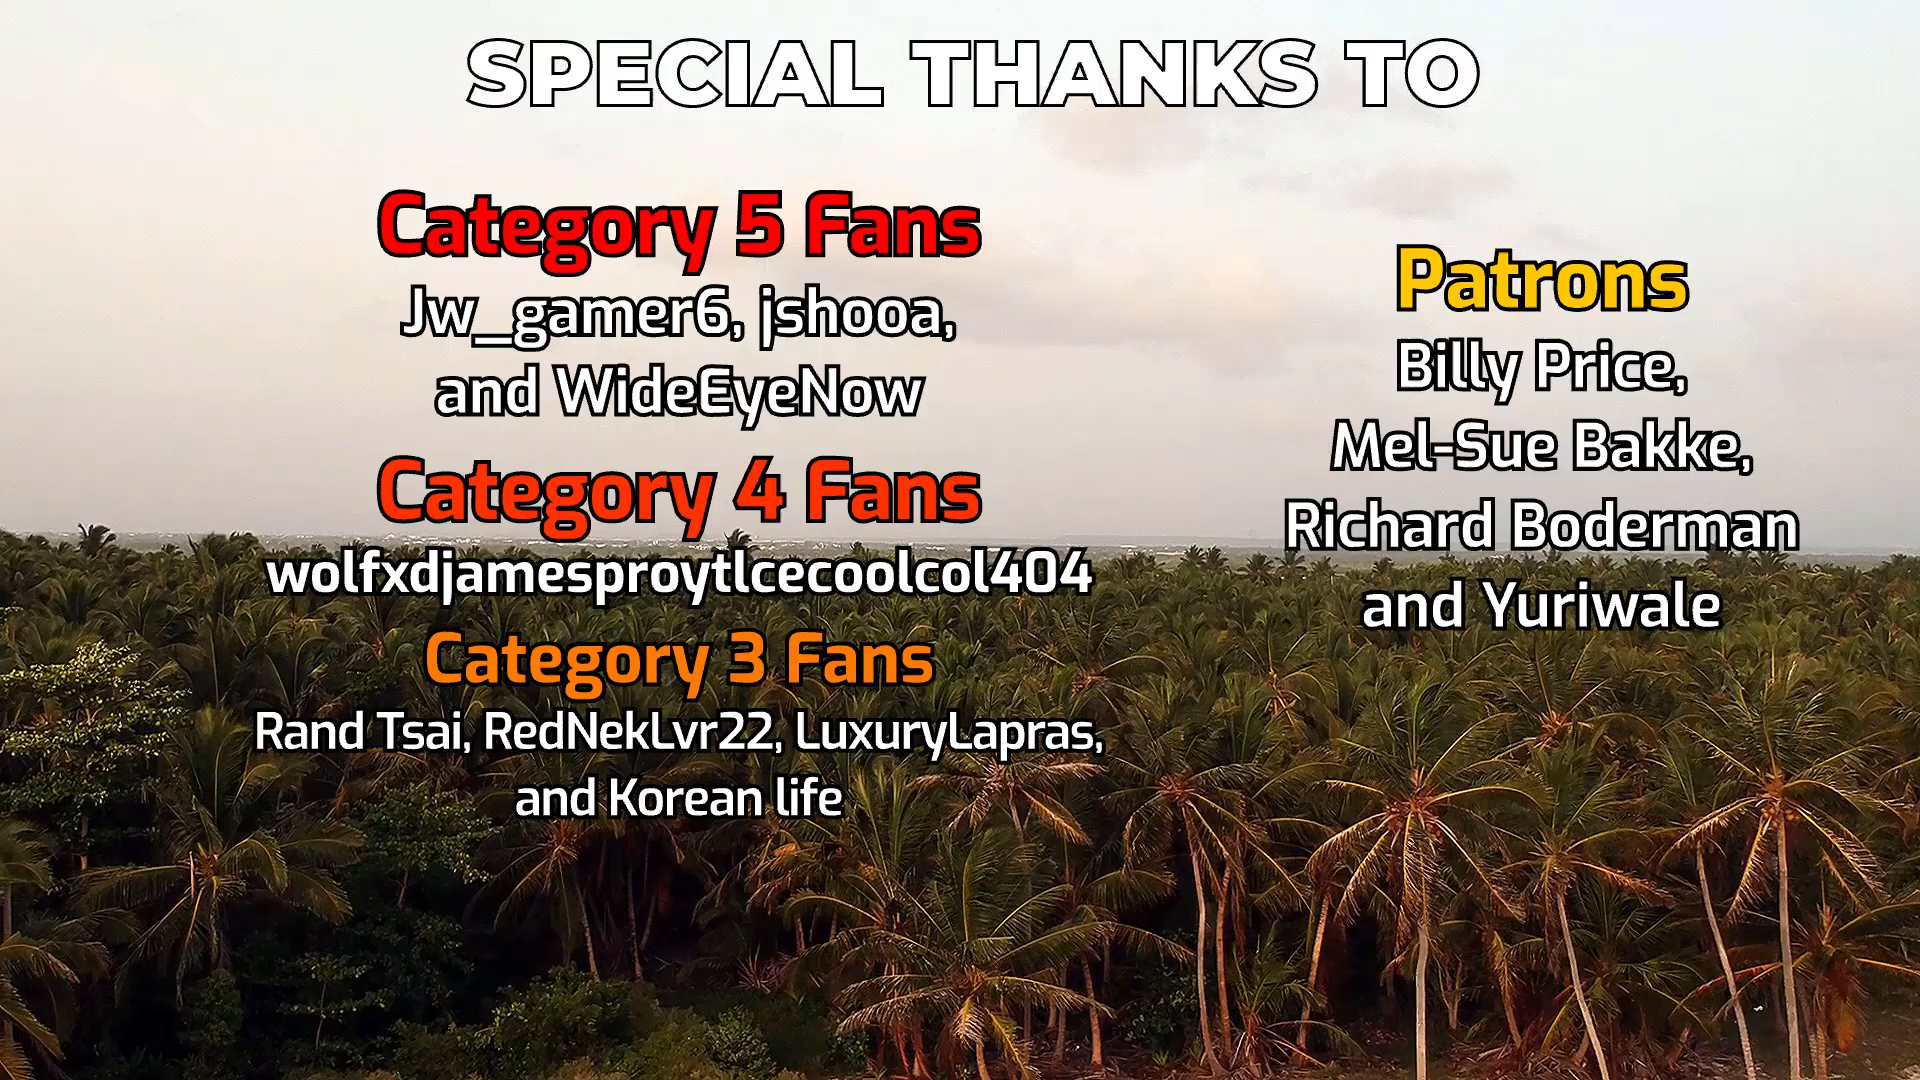 SPECIAL THANKS TO
Category 5 Fans
Jw_gamer6, jshooa,
and WideEyeNow
Category 4 Fans
wolfxdjamesproytlcecoolcol404
Category 3 Fans
Rand Tsai, RedNekLvr22, LuxuryLapras,
and Korean life
Patrons
Billy Price,
Mel-Sue Bakke,
Richard Boderman
and Yuriwale